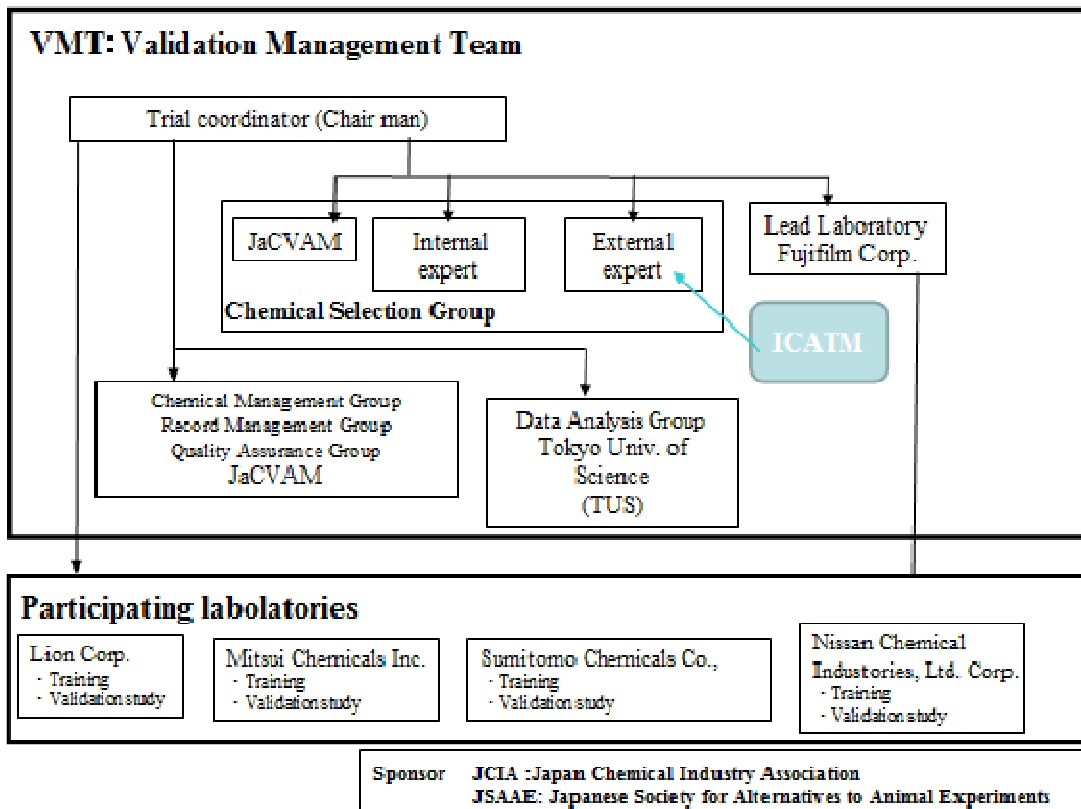 VMT: Validation Management Team
Trial coordinator (Chair man)
JaCVAM
Internal
expert
External
expert
Lead Laboratory
Fujifilm Corp.
Chemical Selection Group
ICATM
Chemical Management Group
Record Management Group
Quality Assurance Group
JaCVAM
Data Analysis Group
Tokyo Univ. of
Science
(TUS)
Participating labolatories
Lion Corp.
· Training
· Validation study
Mitsui Chemicals Inc.
· Training
· Validation study
Sumitomo Chemicals Co.,
· Training
· Validation study
Nissan Chemical
Industories, Ltd. Corp.
· Training
· Validation study
Sponsor JCIA :Japan Chemical Industry Association
JSAAE: Japanese Society for Alternatives to Animal Experiments